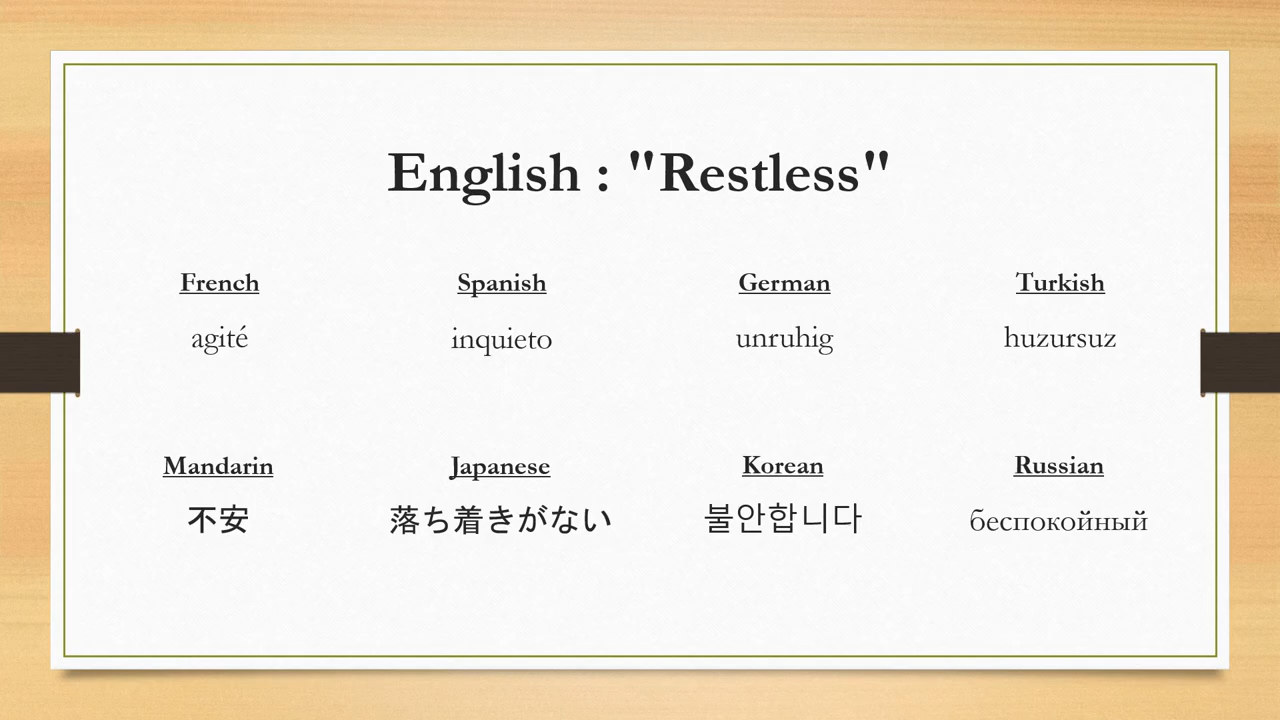 English : "Restless"
French
agité
Spanish
inquieto
German
unruhig
Turkish
huzursuz
Mandarin
不安
Japanese
落ち着きがない
Korean
불안합니다
Russian
беспокойный